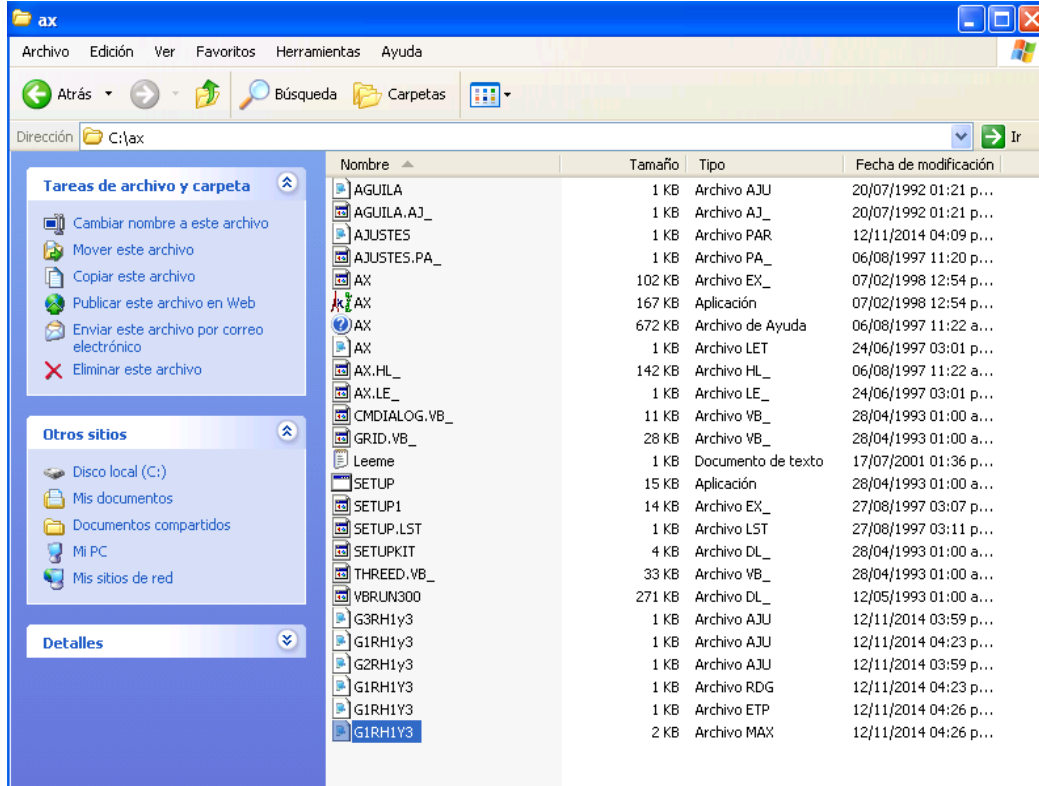 ax
Archivo Edición Ver Favoritos Herramientas Ayuda
Atrás Búsqueda Carpetas
Dirección C:\ax Ir
Tareas de archivo y carpeta
Cambiar nombre a este archivo
Mover este archivo
Copiar este archivo
Publicar este archivo en Web
Enviar este archivo por correo
electrónico
Eliminar este archivo
Otros sitios
Disco local (C:)
Mis documentos
Documentos compartidos
Mi PC
Mis sitios de red
Detalles
Nombre Tamaño Tipo Fecha de modificación
AGUILA 1 KB Archivo AJU 20/07/1992 01:21 p...
AGUILA.AJ_ 1 KB Archivo AJ_ 20/07/1992 01:21 p...
AJUSTES 1 KB Archivo PAR 12/11/2014 04:09 p...
AJUSTES.PA_ 1 KB Archivo PA_ 06/08/1997 11:20 p...
AX 102 KB Archivo EX_ 07/02/1998 12:54 p...
AX 167 KB Aplicación 07/02/1998 12:54 p...
AX 672 KB Archivo de Ayuda 06/08/1997 11:22 a...
AX 1 KB Archivo LET 24/06/1997 03:01 p...
AX.HL_ 142 KB Archivo HL_ 06/08/1997 11:22 a...
AX.LE_ 1 KB Archivo LE_ 24/06/1997 03:01 p...
CMDIALOG.VB_ 11 KB Archivo VB_ 28/04/1993 01:00 a...
GRID.VB_ 28 KB Archivo VB_ 28/04/1993 01:00 a...
Leeme 1 KB Documento de texto 17/07/2001 01:36 p...
SETUP 15 KB Aplicación 28/04/1993 01:00 a...
SETUP1 14 KB Archivo EX_ 27/08/1997 03:07 p...
SETUP.LST 1 KB Archivo LST 27/08/1997 03:11 p...
SETUPKIT 4 KB Archivo DL_ 28/04/1993 01:00 a...
THREED.VB_ 33 KB Archivo VB_ 28/04/1993 01:00 a...
VBRUN300 271 KB Archivo DL_ 12/05/1993 01:00 a...
G3RH1y3 1 KB Archivo AJU 12/11/2014 03:59 p...
G1RH1y3 1 KB Archivo AJU 12/11/2014 04:23 p...
G2RH1y3 1 KB Archivo AJU 12/11/2014 03:59 p...
G1RH1Y3 1 KB Archivo RDG 12/11/2014 04:23 p...
G1RH1Y3 1 KB Archivo ETP 12/11/2014 04:26 p...
G1RH1Y3 2 KB Archivo MAX 12/11/2014 04:26 p...